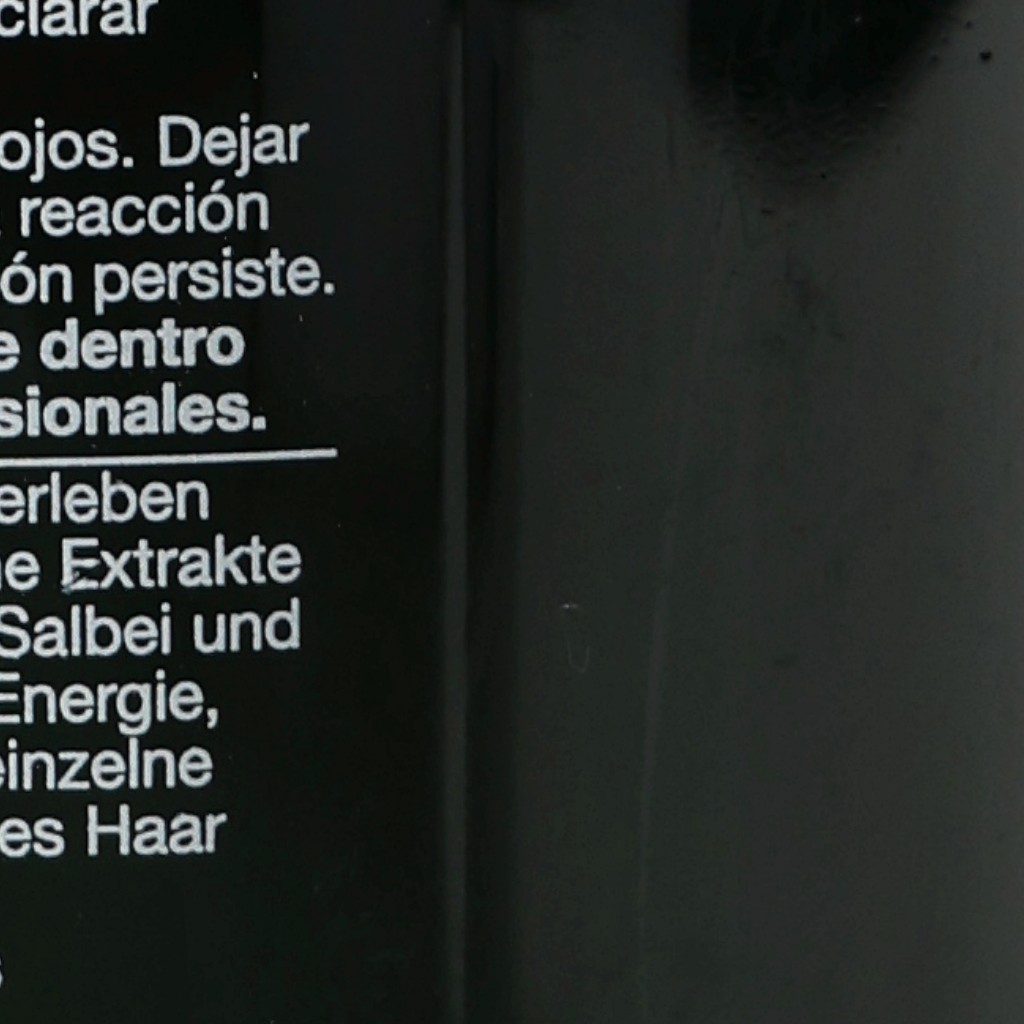 clarar
ojos. Dejar
reacción
ón persiste.
e dentro
sionales.
erleben
ne Extrakte
Salbei und
Energie,
einzelne
es Haar